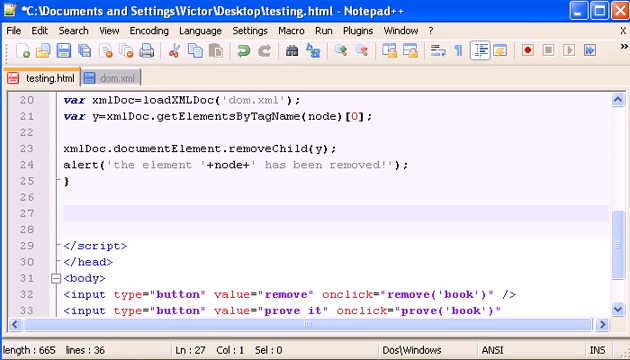 *C:\Documents and Settings\Victor\Desktop\testing.html - Notepad++
File Edit Search View Encoding Language Settings Macro Run Plugins Window ? X
testing.html dom.xml
20 var xmlDoc=loadXMLDoc('dom.xml');
21 var y=xmlDoc.getElementsByTagName(node)[0];
22
23 xmlDoc.documentElement.removeChild(y);
24 alert('the element '+node+' has been removed!');
25 }
26
27
28
29 </script>
30 </head>
31 <body>
32 <input type="button" value="remove" onclick="remove('book')" />
33 <input type="button" value="prove it" onclick="prove('book')"
length : 665 lines : 36 Ln : 27 Col : 1 Sel : 0 Dos\Windows ANSI INS